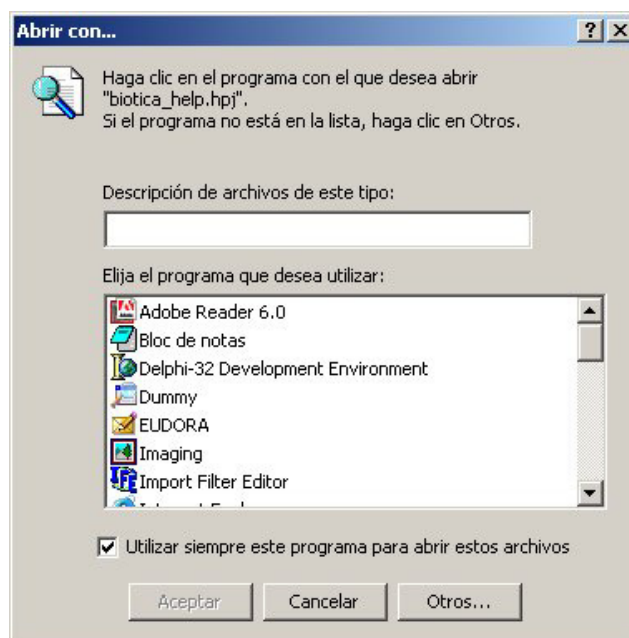 Abrir con...
Haga clic en el programa con el que desea abrir
"biotica_help.hpj".
Si el programa no está en la lista, haga clic en Otros.
Descripción de archivos de este tipo:
Elija el programa que desea utilizar:
Adobe Reader 6.0
Bloc de notas
Delphi-32 Development Environment
Dummy
EUDORA
Imaging
Import Filter Editor
Utilizar siempre este programa para abrir estos archivos
Aceptar Cancelar Otros...